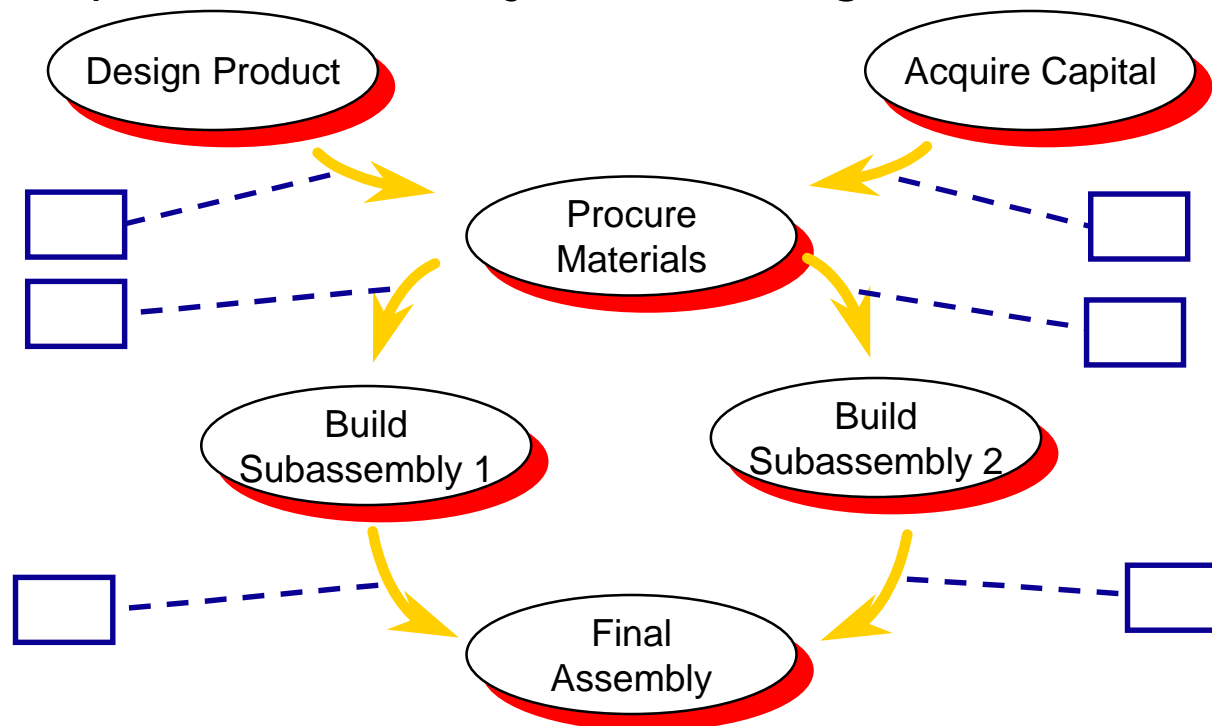 Design Product
Acquire Capital
Procure
Materials
Build
Subassembly 1
Build
Subassembly 2
Final
Assembly